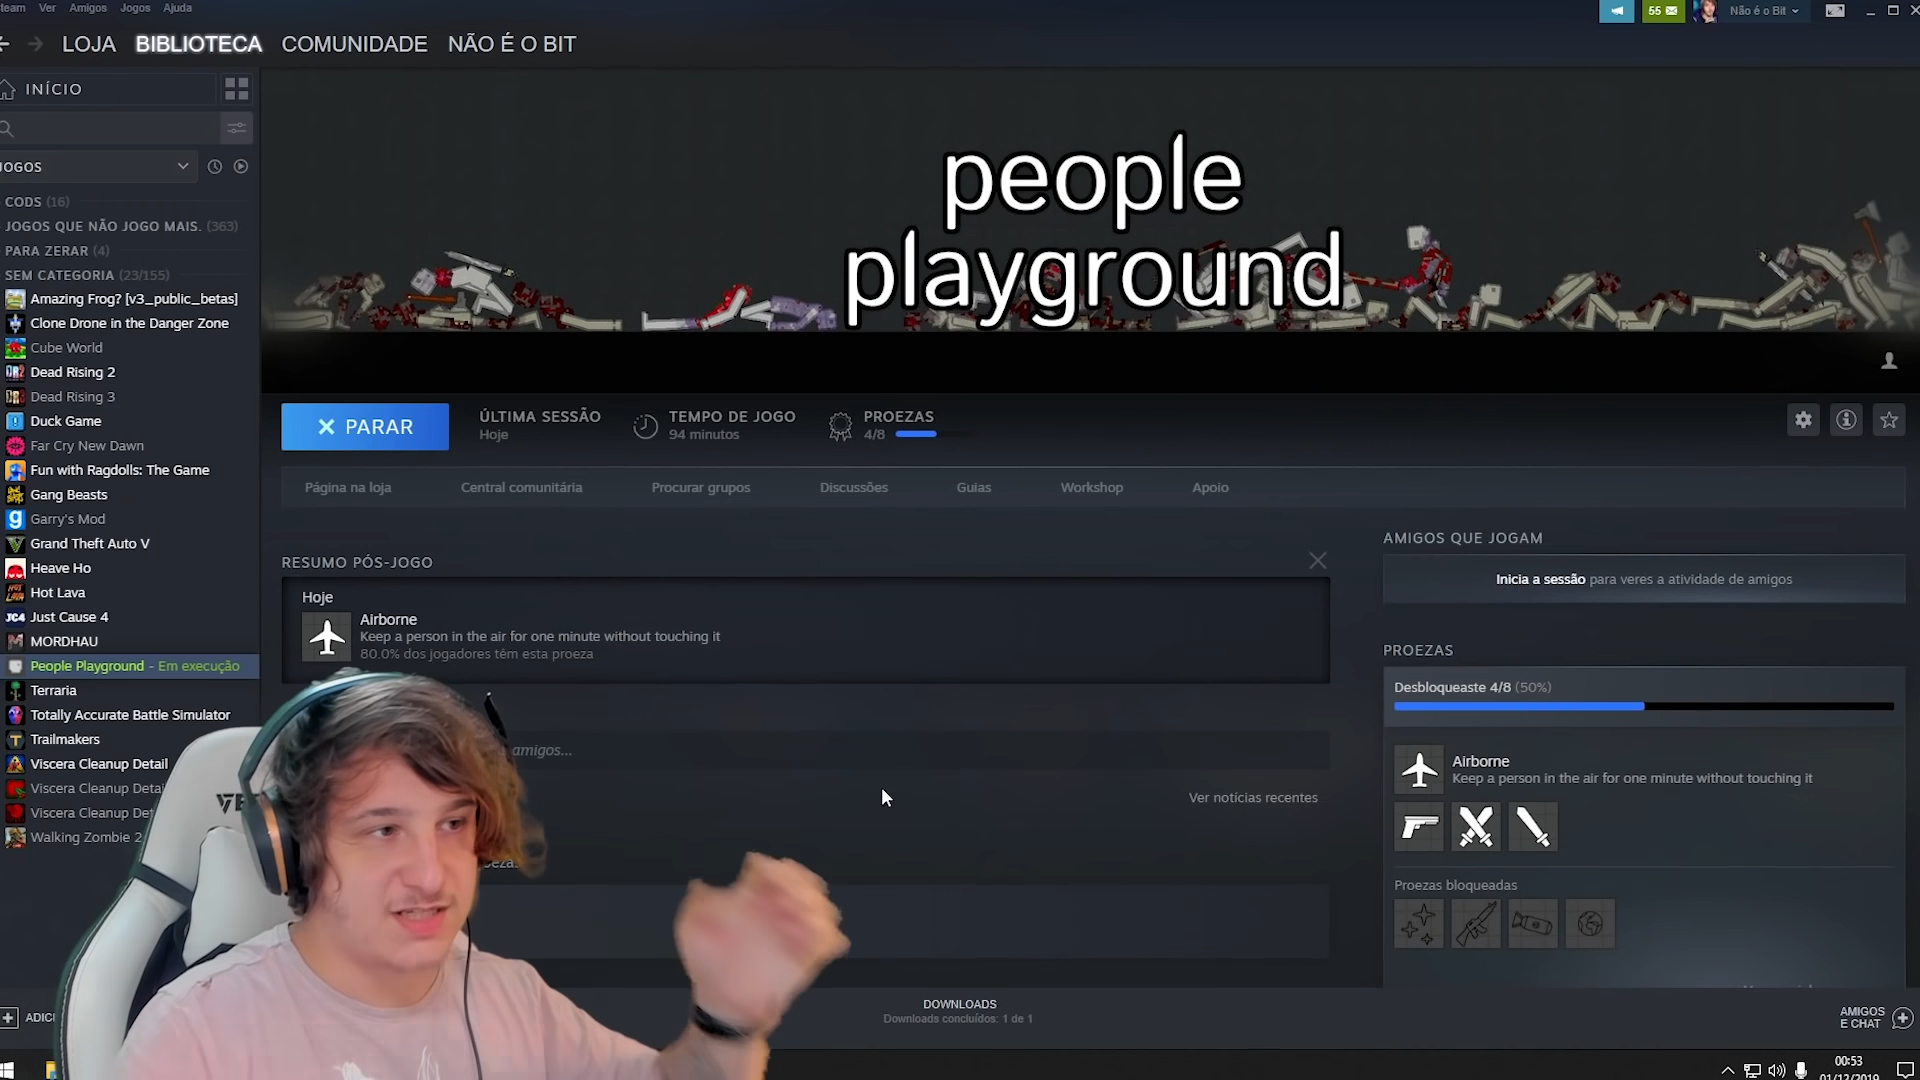 Ver
Amigos
Jogos
Ajuda
55
Não é o Bit
LOJA
BIBLIOTECA
COMUNIDADE
NÃO É O BIT
INÍCIO
JOGOS
CODS (16)
JOGOS QUE NÃO JOGO MAIS. (363)
PARA ZERAR (4)
SEM CATEGORIA (23/155)
Amazing Frog? [v3_public_betas]
Clone Drone in the Danger Zone
Cube World
Dead Rising 2
Dead Rising 3
Duck Game
Far Cry New Dawn
Fun with Ragdolls: The Game
Gang Beasts
Garry's Mod
Grand Theft Auto V
Heave Ho
Hot Lava
Just Cause 4
MORDHAU
People Playground - Em execução
Terraria
Totally Accurate Battle Simulator
Trailmakers
Viscera Cleanup Detail
Viscera Cleanup Detai
Viscera Cleanup Det
Walking Zombie 2
people
playground
PARAR
ÚLTIMA SESSÃO
Hoje
TEMPO DE JOGO
94 minutos
PROEZAS
4/8
Página na loja
Central comunitária
Procurar grupos
Discussões
Guias
Workshop
Apoio
RESUMO PÓS-JOGO
Hoje
Airborne
Keep a person in the air for one minute without touching it
80.0% dos jogadores têm esta proeza
amigos...
Ver notícias recentes
AMIGOS QUE JOGAM
Inicia a sessão para veres a atividade de amigos
PROEZAS
Desbloqueaste 4/8 (50%)
Airborne
Keep a person in the air for one minute without touching it
Proezas bloqueadas
DOWNLOADS
Downloads concluídos: 1 de 1
AMIGOS
E CHAT
00:53
01/12/2019